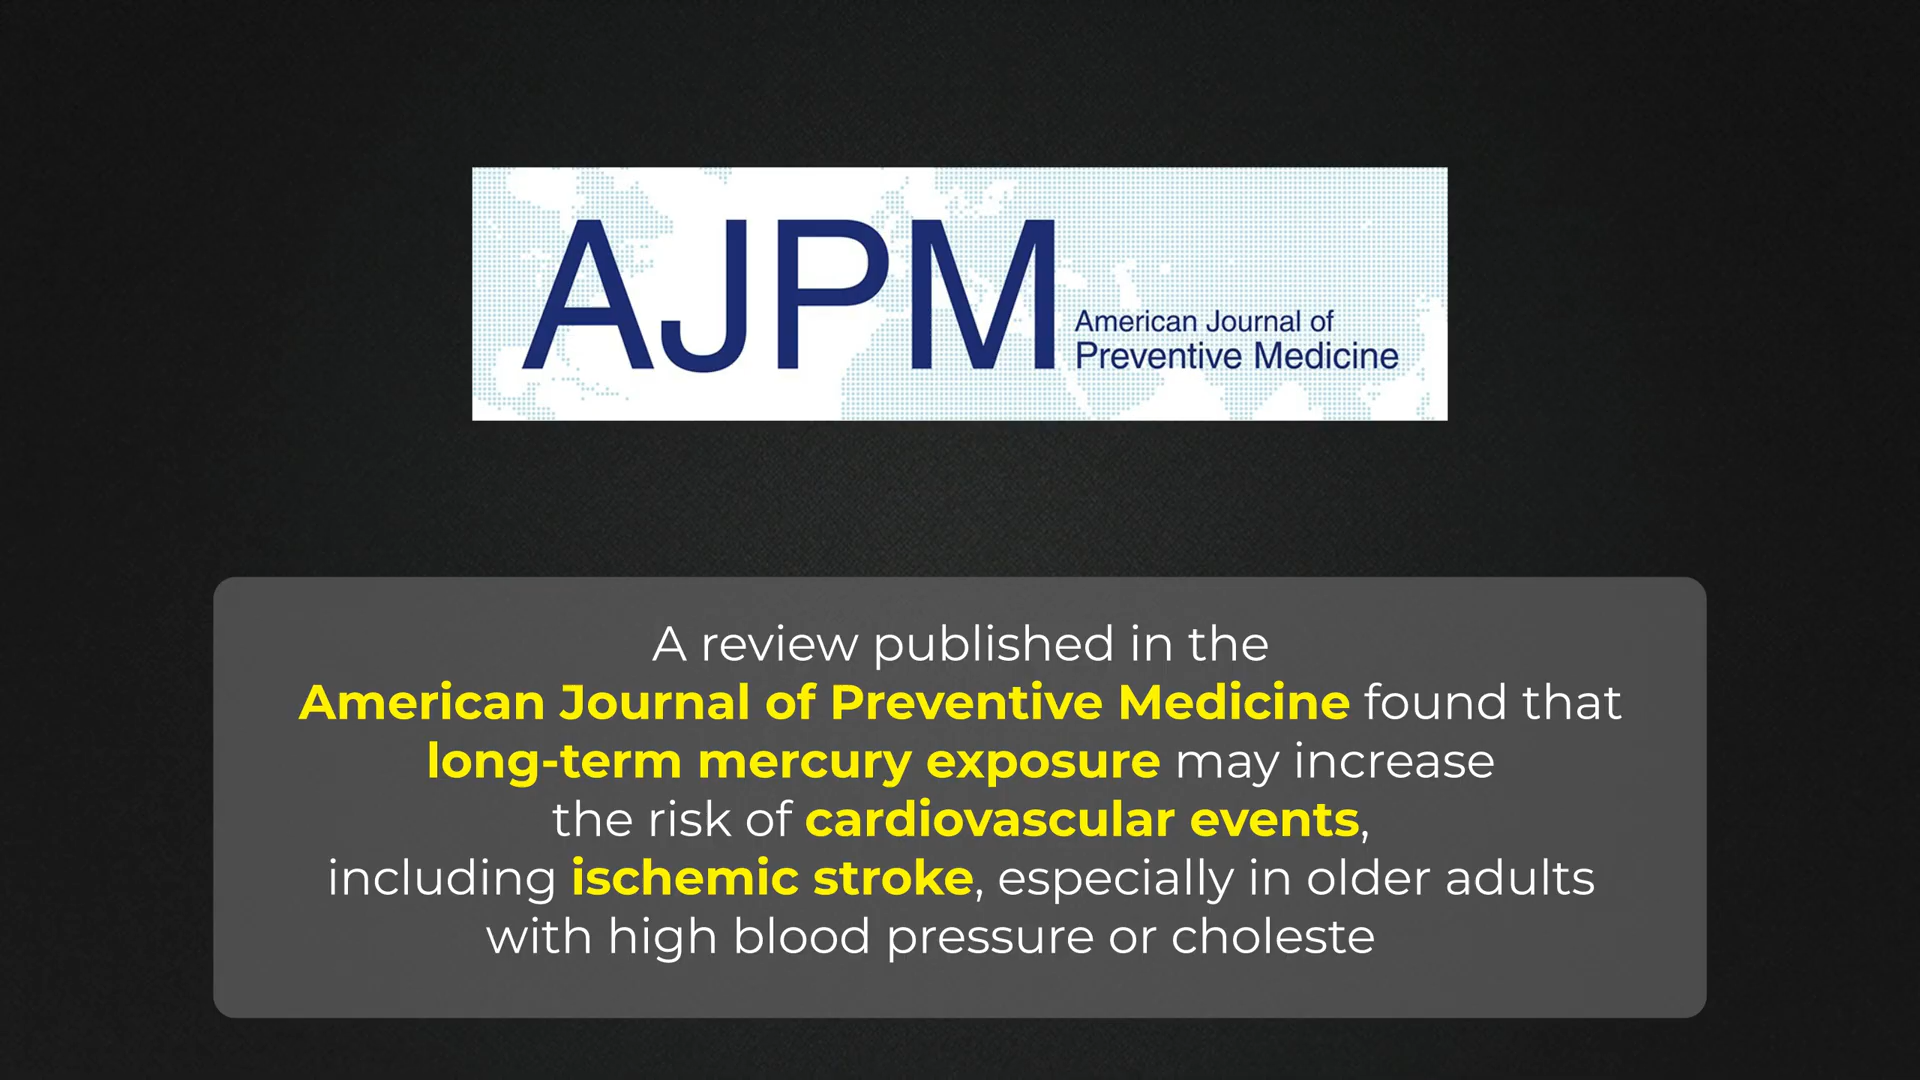 AJPM
American Journal of
Preventive Medicine
A review published in the
American Journal of Preventive Medicine found that
long-term mercury exposure may increase
the risk of cardiovascular events,
including ischemic stroke, especially in older adults
with high blood pressure or choleste